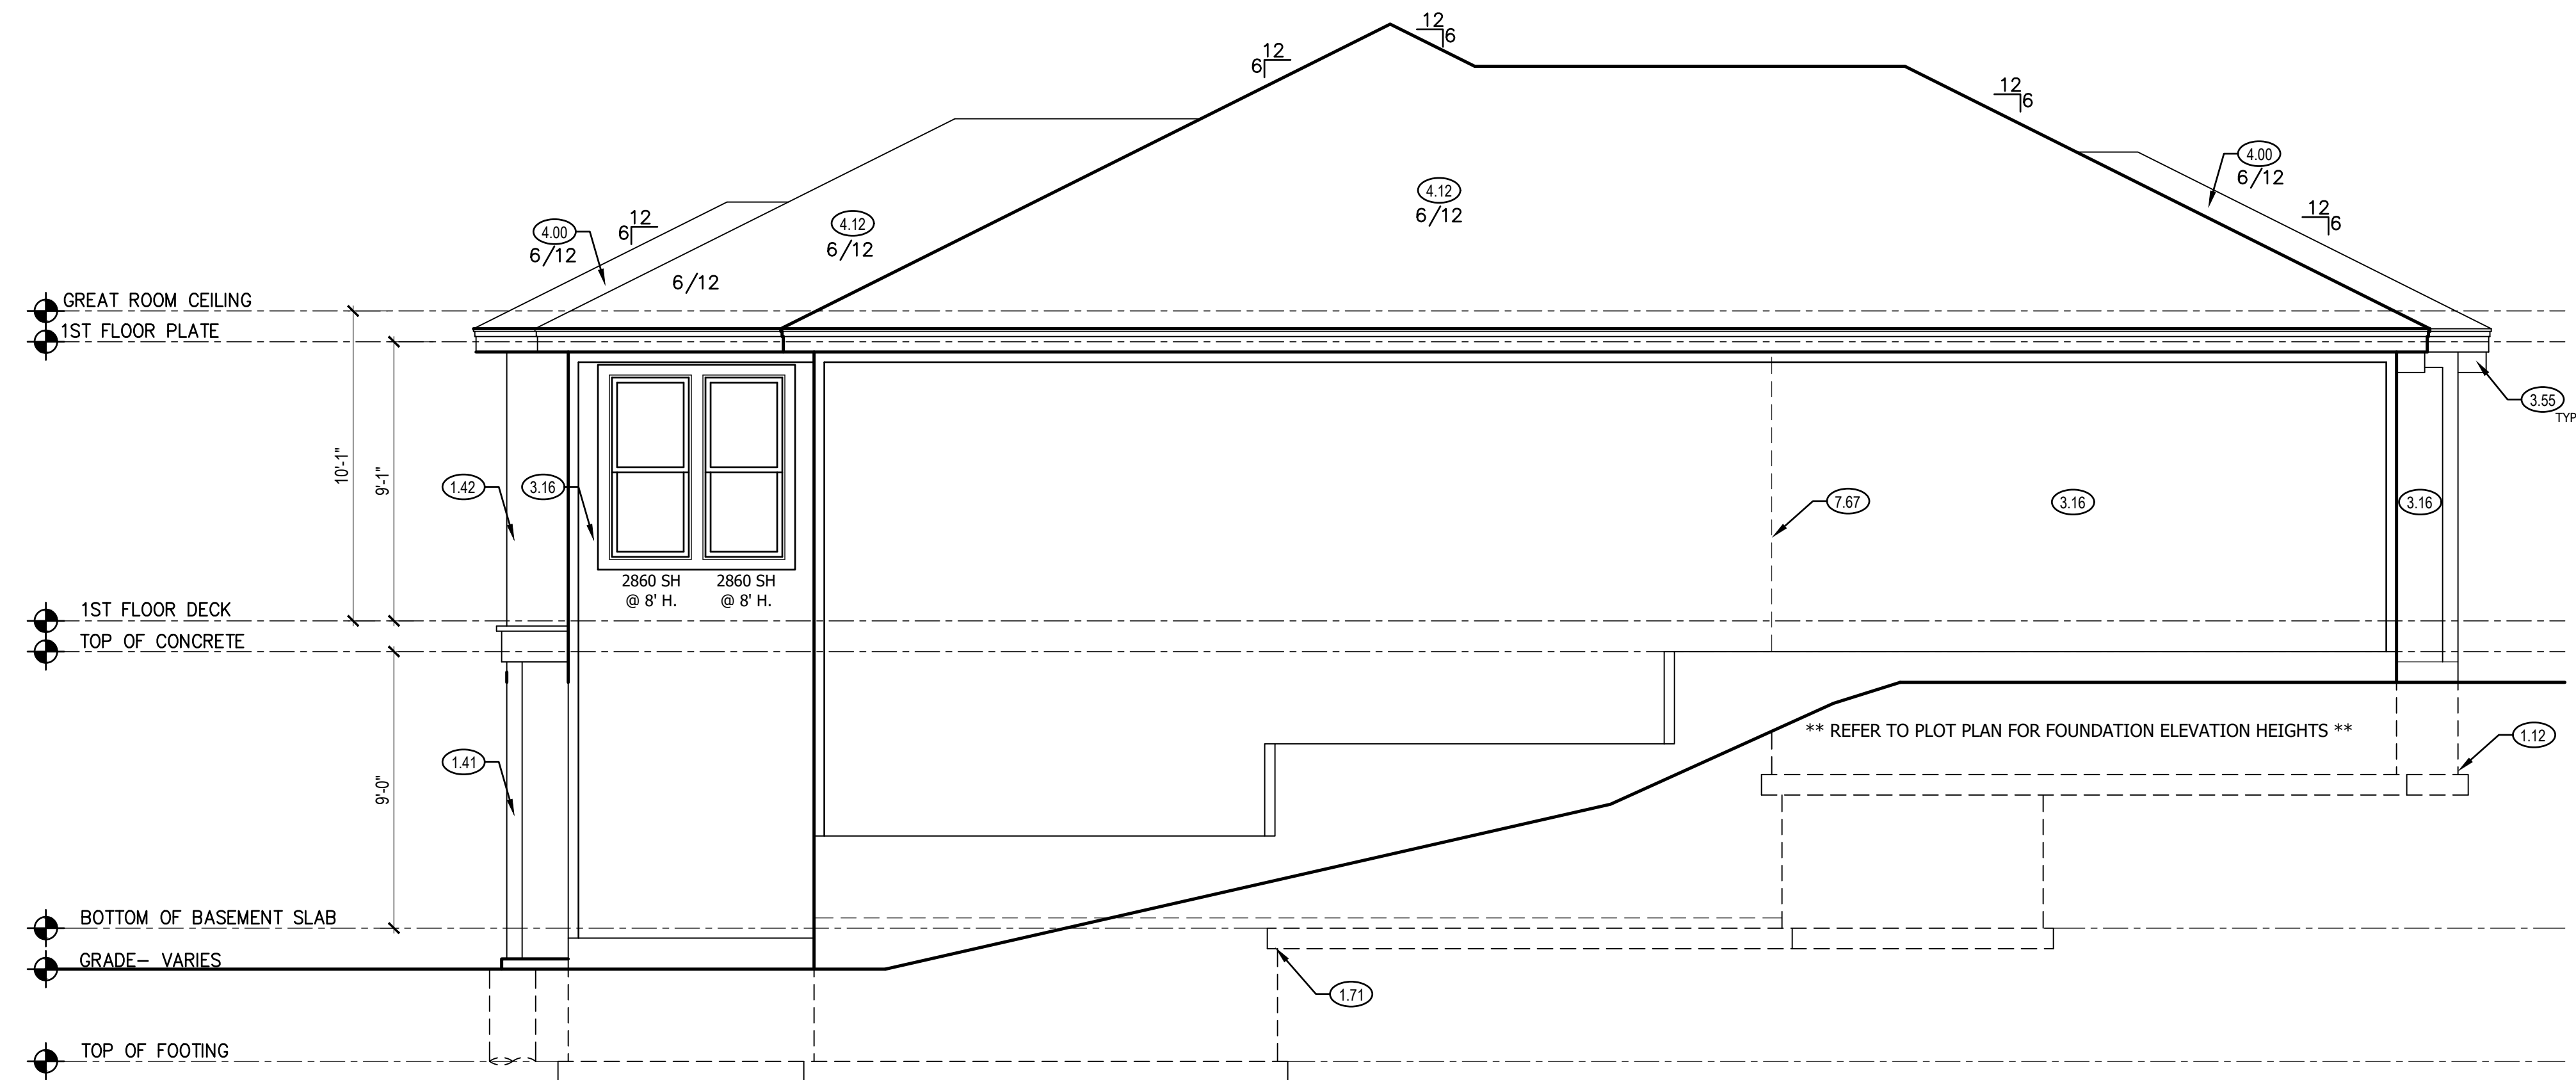 12
6
12
6
12
6
4.00
6/12
4.12
6/12
12
6
4.12
6/12
4.00
6/12
12
6
6/12
GREAT ROOM CEILING
1ST FLOOR PLATE
3.55
TYP
10'-1"
9'-1"
1.42
3.16
7.67
3.16
3.16
2860 SH
@ 8' H.
2860 SH
@ 8' H.
1ST FLOOR DECK
TOP OF CONCRETE
** REFER TO PLOT PLAN FOR FOUNDATION ELEVATION HEIGHTS **
1.12
1.41
9'-0"
BOTTOM OF BASEMENT SLAB
GRADE- VARIES
1.71
TOP OF FOOTING